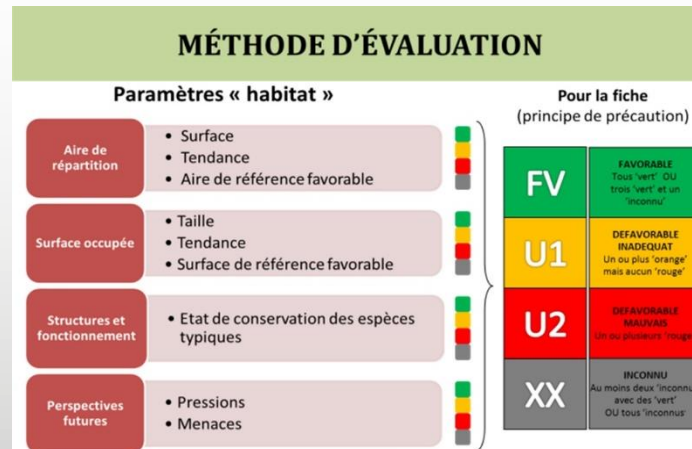 MÉTHODE D'ÉVALUATION
Paramètres « habitat »
Aire de
répartition
• Surface
• Tendance
• Aire de référence favorable
Surface occupée
• Taille
• Tendance
• Surface de référence favorable
Structures et
fonctionnement
• Etat de conservation des espèces
typiques
Perspectives
futures
• Pressions
• Menaces
Pour la fiche
(principe de précaution)
FV
FAVORABLE
Tous 'vert' OU
trois 'vert' et un
'inconnu'
U1
DEFAVORABLE
INADEQUAT
Un ou plus 'orange'
mais aucun 'rouge'
U2
DEFAVORABLE
MAUVAIS
Un ou plusieurs 'rouge
XX
INCONNU
Au moins deux 'inconnu
avec des 'vert'
OU tous 'inconnus'